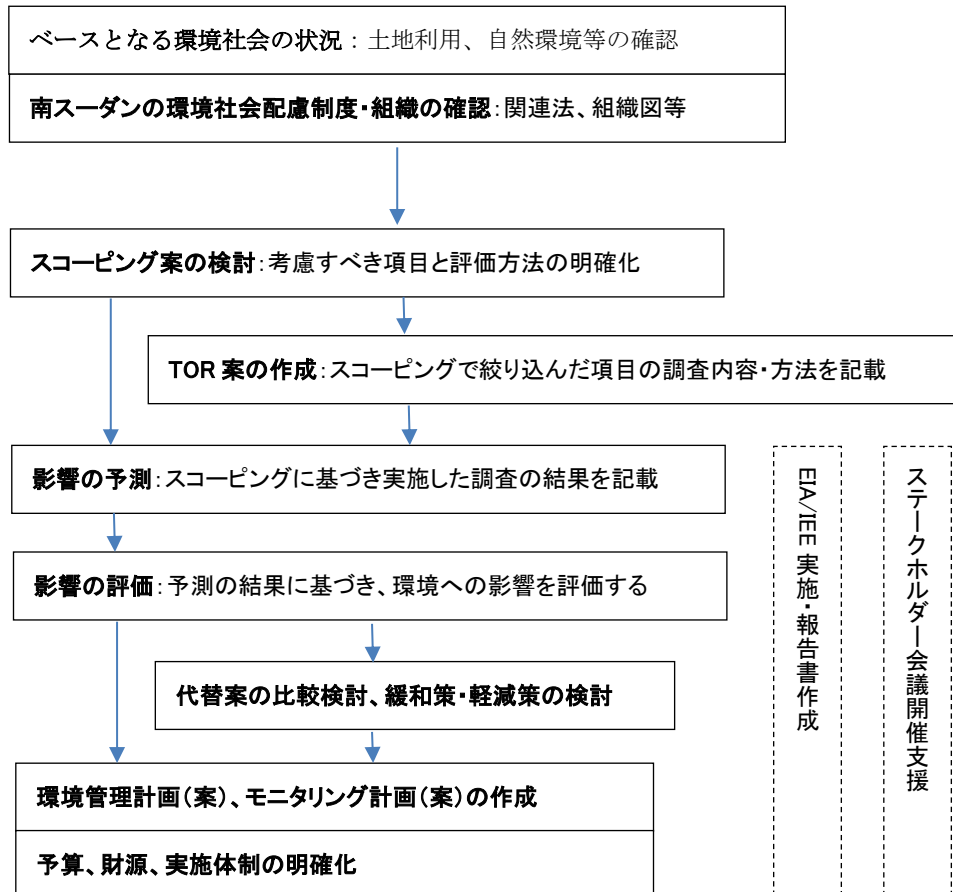 ベースとなる環境社会の状況：土地利用、自然環境等の確認
南スーダンの環境社会配慮制度・組織の確認：関連法、組織図等
スコーピング案の検討：考慮すべき項目と評価方法の明確化
TOR 案の作成：スコーピングで絞り込んだ項目の調査内容・方法を記載
影響の予測：スコーピングに基づき実施した調査の結果を記載
影響の評価：予測の結果に基づき、環境への影響を評価する
代替案の比較検討、緩和策・軽減策の検討
環境管理計画（案）、モニタリング計画（案）の作成
予算、財源、実施体制の明確化
EIA/IEE 実施・報告書作成
ステークホルダー会議開催支援